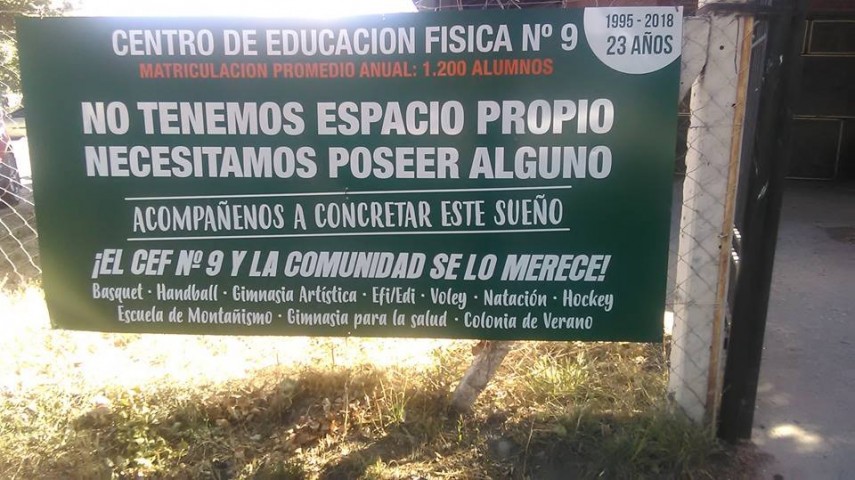 CENTRO DE EDUCACION FISICA Nº 9
1995 - 2018
23 AÑOS
MATRICULACION PROMEDIO ANUAL: 1.200 ALUMNOS
NO TENEMOS ESPACIO PROPIO
NECESITAMOS POSEER ALGUNO
ACOMPAÑENOS A CONCRETAR ESTE SUEÑO
¡EL CEF Nº 9 Y LA COMUNIDAD SE LO MERECE!
Basquet · Handball · Gimnasia Artística · Efi/Edi · Voley · Natación · Hockey
Escuela de Montañismo · Gimnasia para la salud · Colonia de Verano